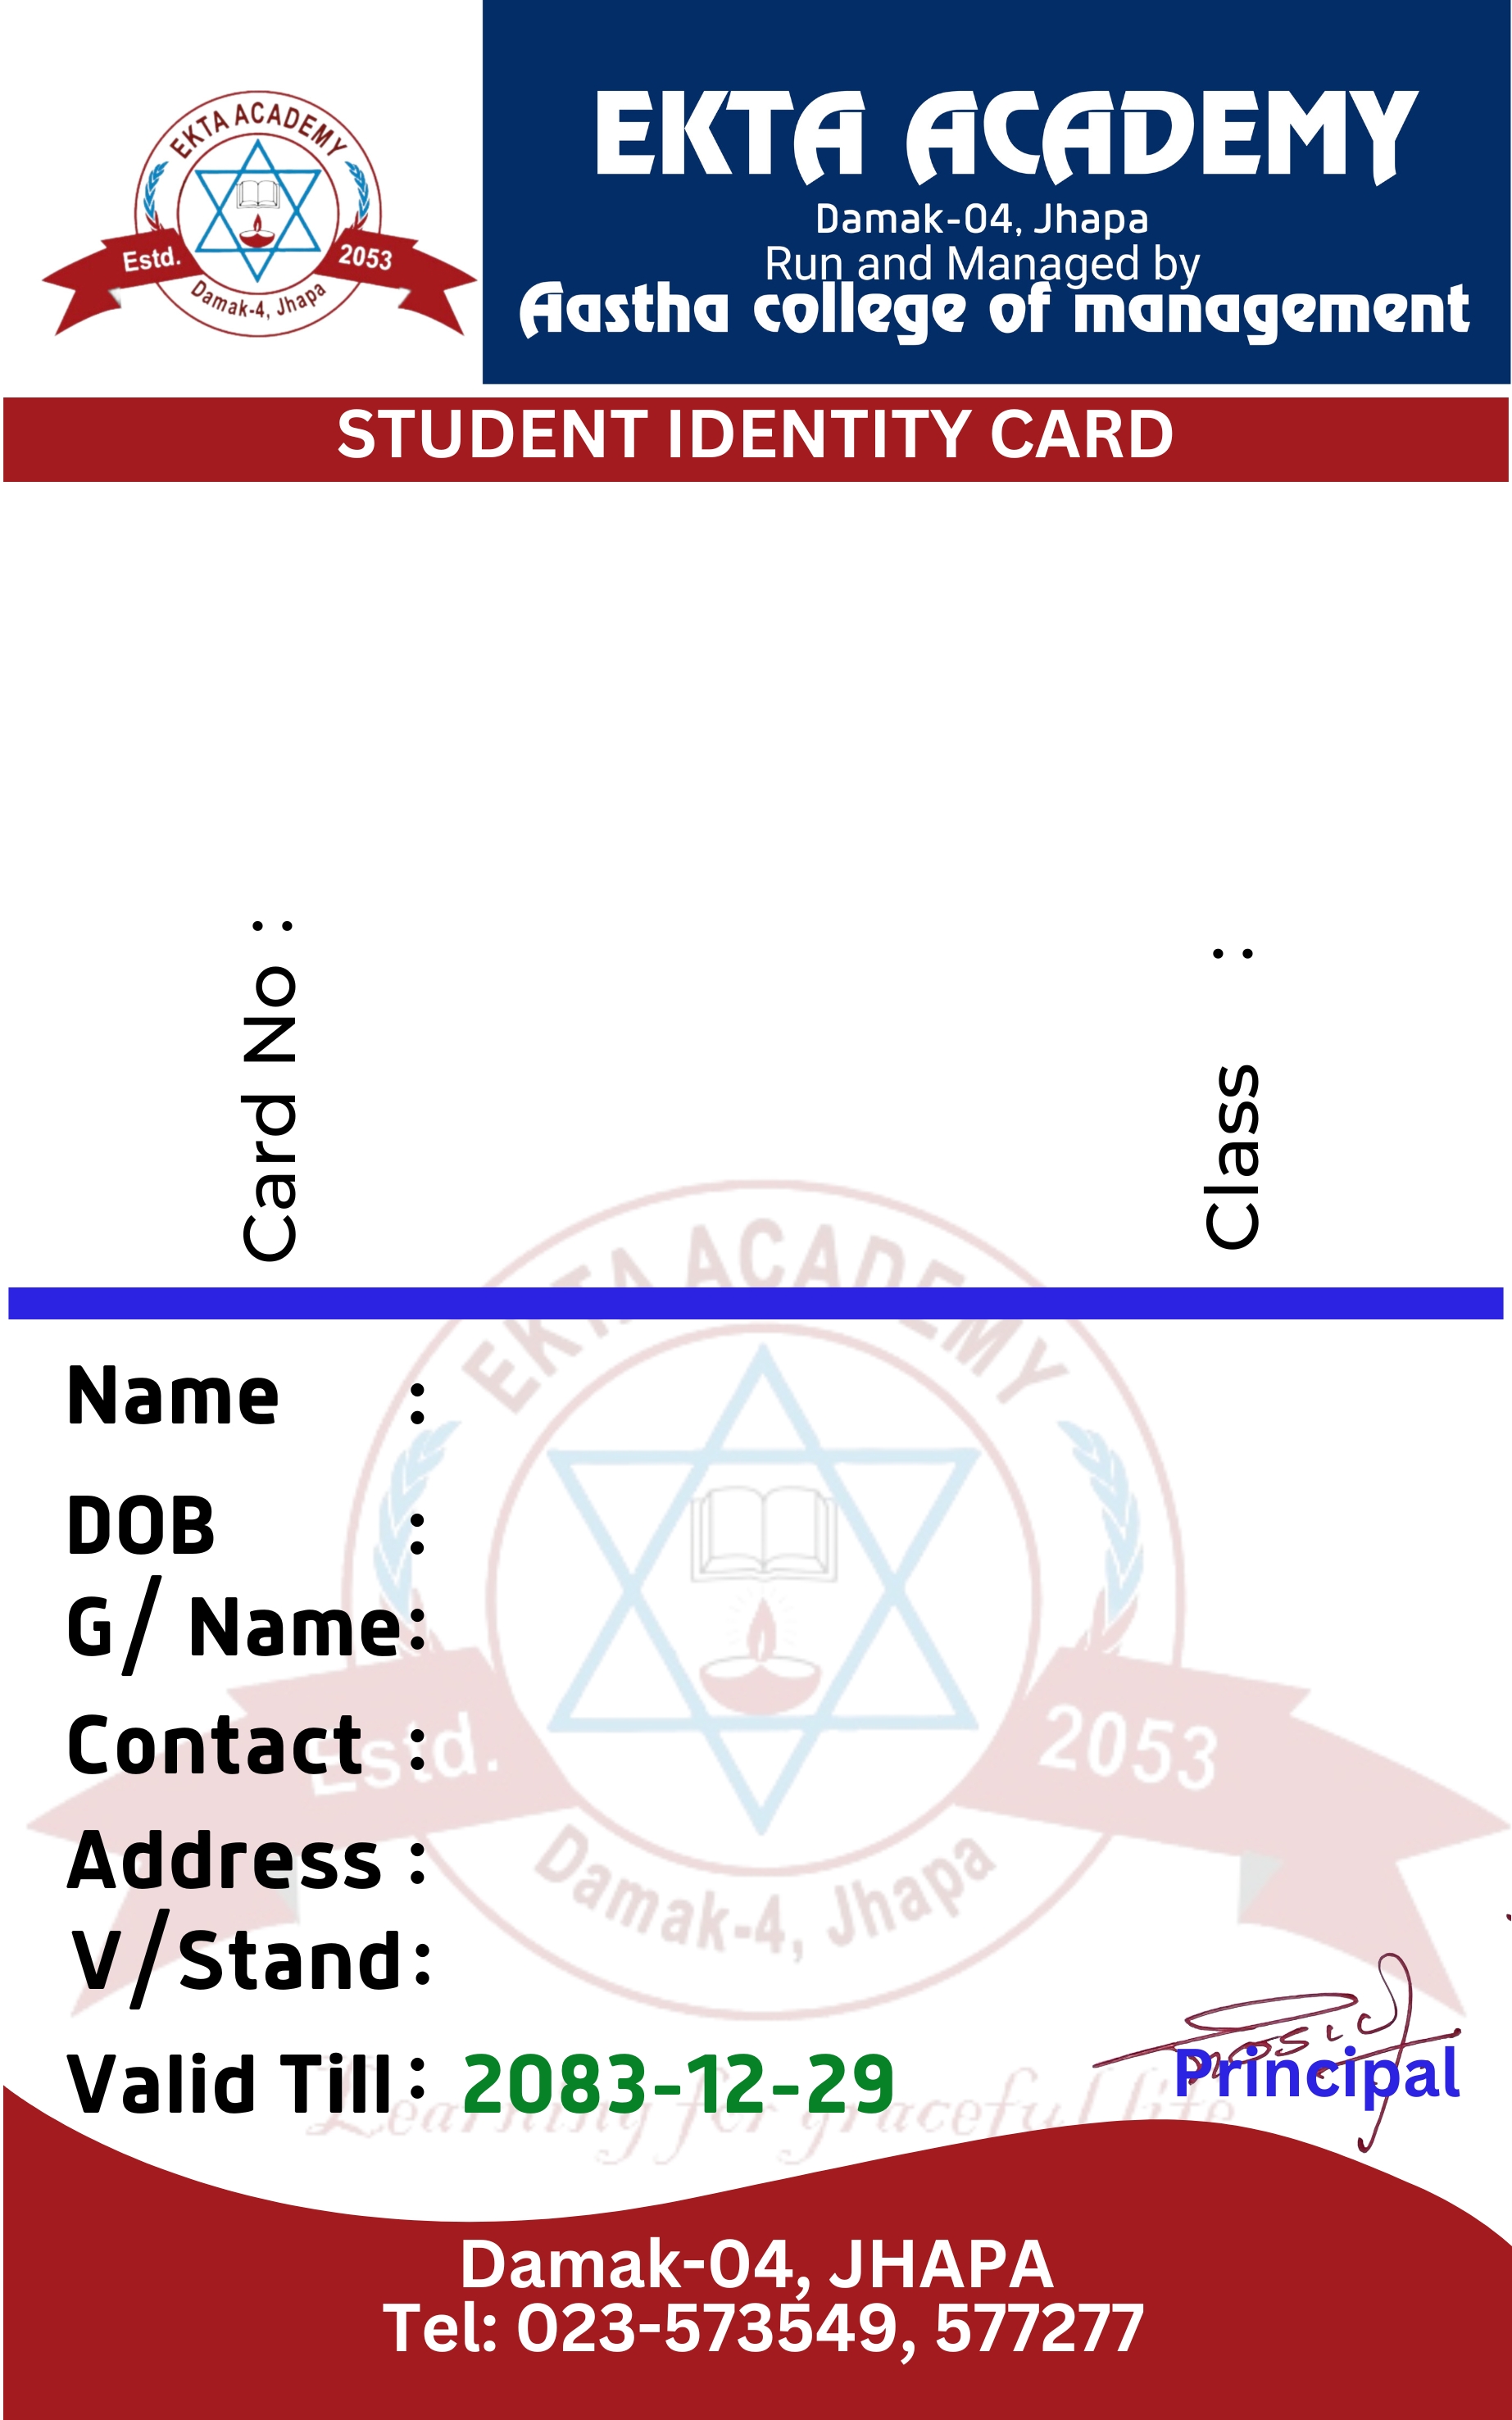 EKTA ACADEMY
Estd. 2053
Damak-4, Jhapa
EKTA ACADEMY
Damak-04, Jhapa
Run and Managed by
Aastha college of management
STUDENT IDENTITY CARD
Card No :
Class :
EKTA ACADEMY
Name :
DOB :
G/ Name:
Contact :
Estd. 2053
Address :
Damak-4, Jhapa
V/Stand:
Valid Till : 2083-12-29
Principal
Learning for graceful life
Damak-04, JHAPA
Tel: 023-573549, 577277